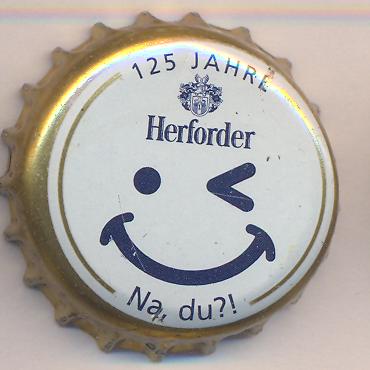 125 JAHRE
Herforder
Na, du?!